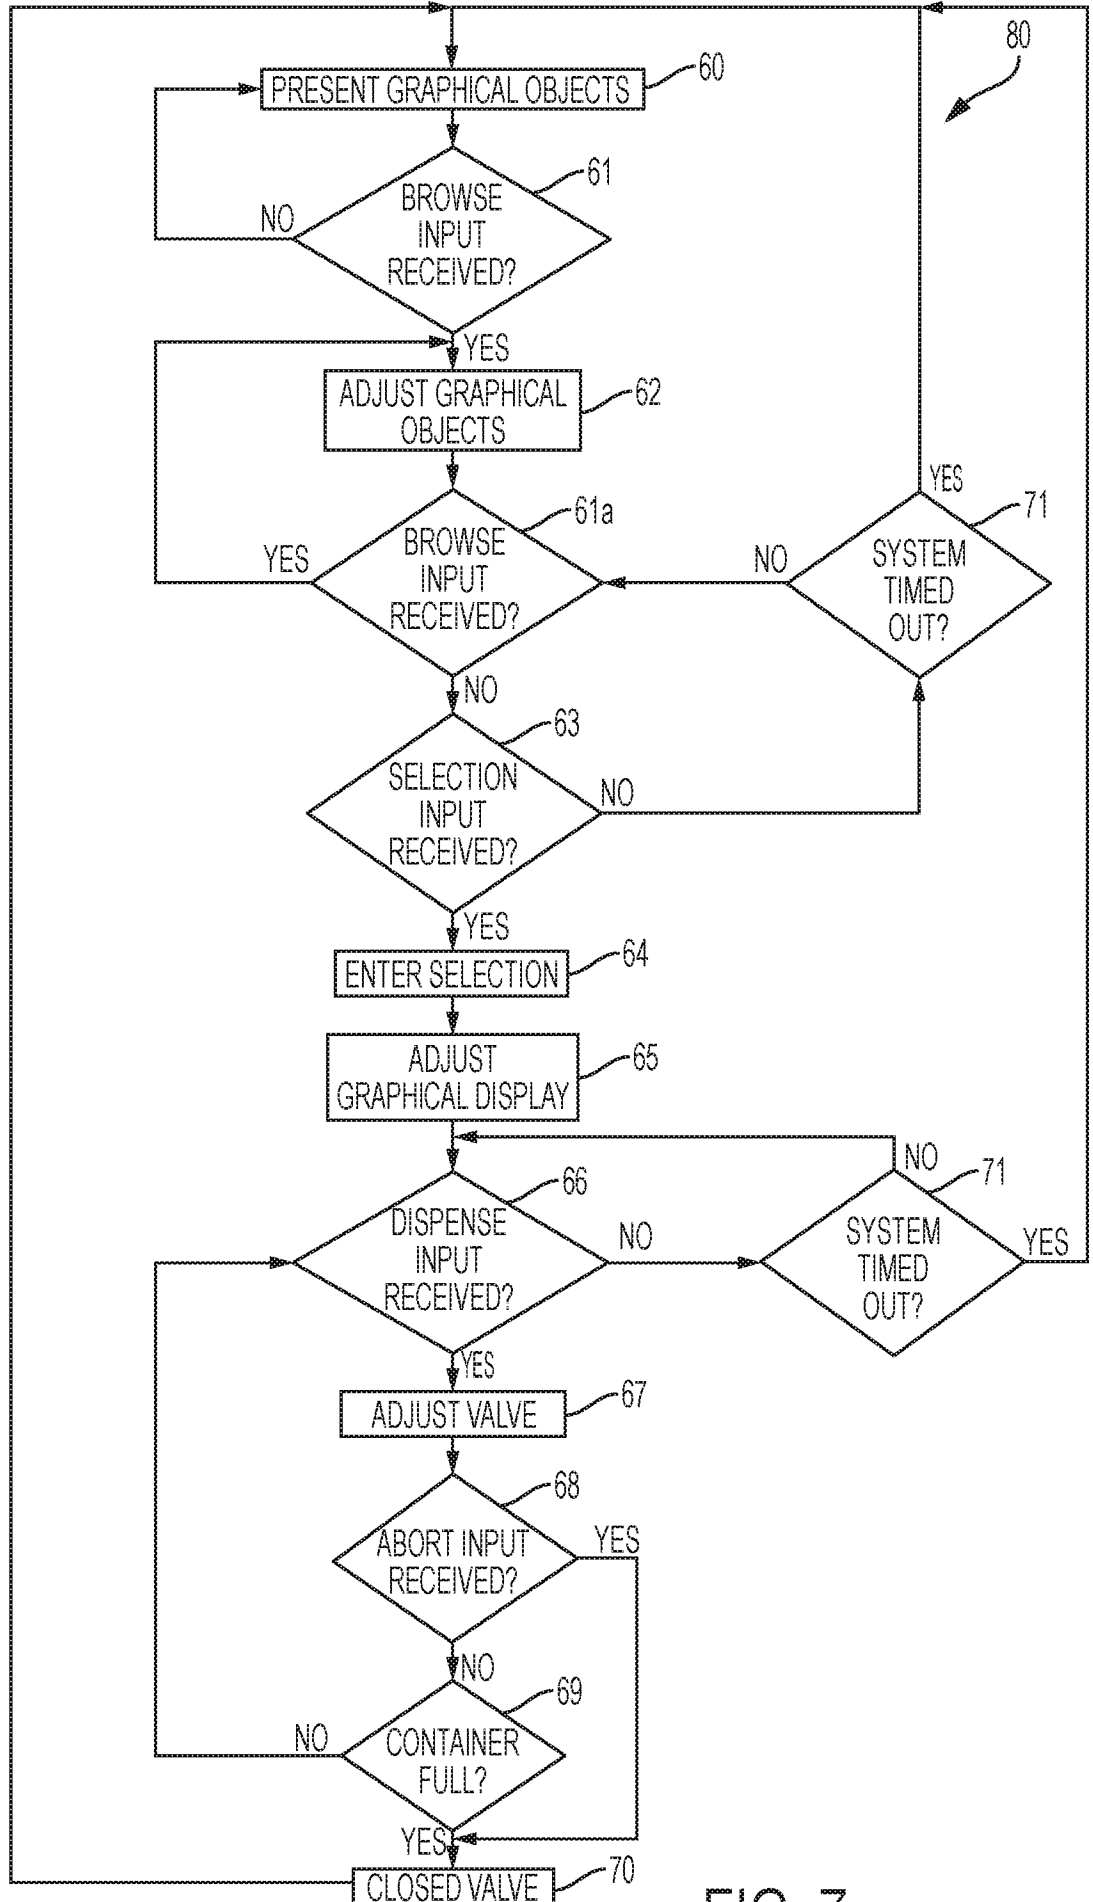 80
PRESENT GRAPHICAL OBJECTS
60
BROWSE
INPUT
RECEIVED?
61
NO
YES
ADJUST GRAPHICAL
OBJECTS
62
BROWSE
INPUT
RECEIVED?
61a
YES
NO
SYSTEM
TIMED
OUT?
71
YES
NO
SELECTION
INPUT
RECEIVED?
63
NO
YES
ENTER SELECTION
64
ADJUST
GRAPHICAL DISPLAY
65
DISPENSE
INPUT
RECEIVED?
66
NO
YES
SYSTEM
TIMED
OUT?
71
NO
YES
ADJUST VALVE
67
ABORT INPUT
RECEIVED?
68
YES
NO
CONTAINER
FULL?
69
NO
YES
CLOSED VALVE
70